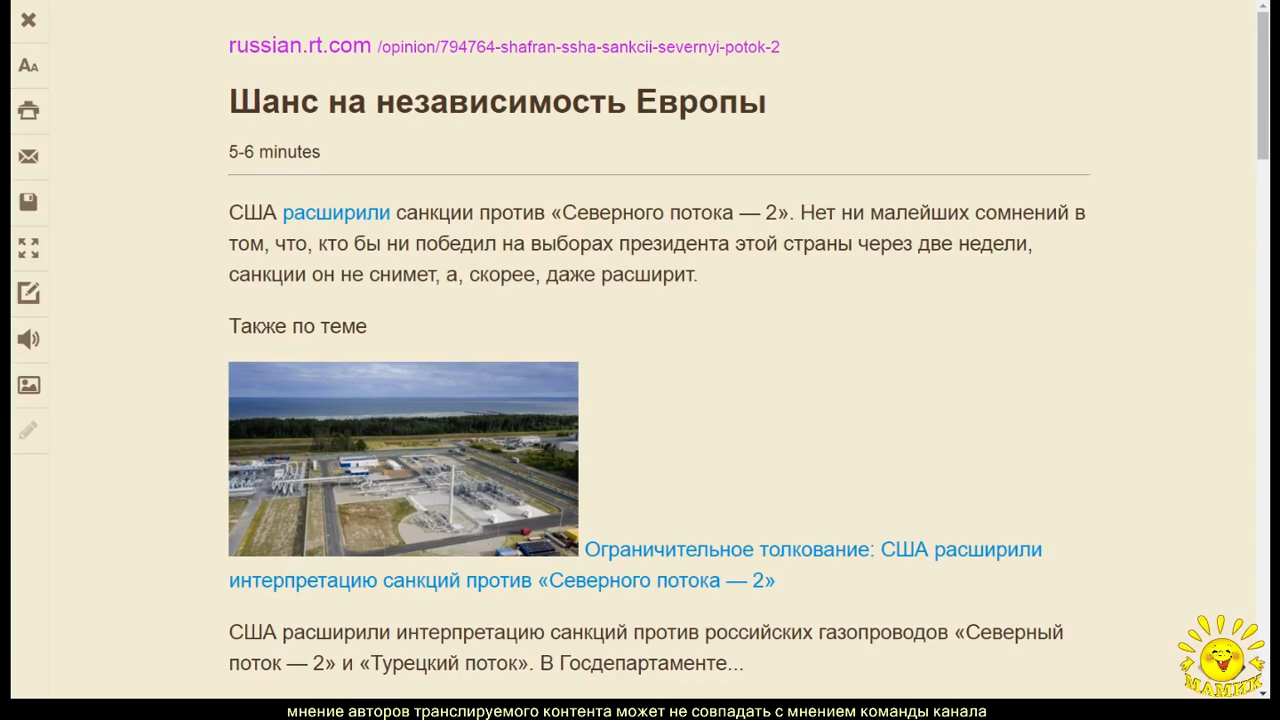 russian.rt.com /opinion/794764-shafran-ssha-sankcii-severnyi-potok-2
Шанс на независимость Европы
5-6 minutes
США расширили санкции против «Северного потока — 2». Нет ни малейших сомнений в
том, что, кто бы ни победил на выборах президента этой страны через две недели,
санкции он не снимет, а, скорее, даже расширит.
Также по теме
Ограничительное толкование: США расширили
интерпретацию санкций против «Северного потока — 2»
США расширили интерпретацию санкций против российских газопроводов «Северный
поток — 2» и «Турецкий поток». В Госдепартаменте...
МАМИК
мнение авторов транслируемого контента может не совпадать с мнением команды канала